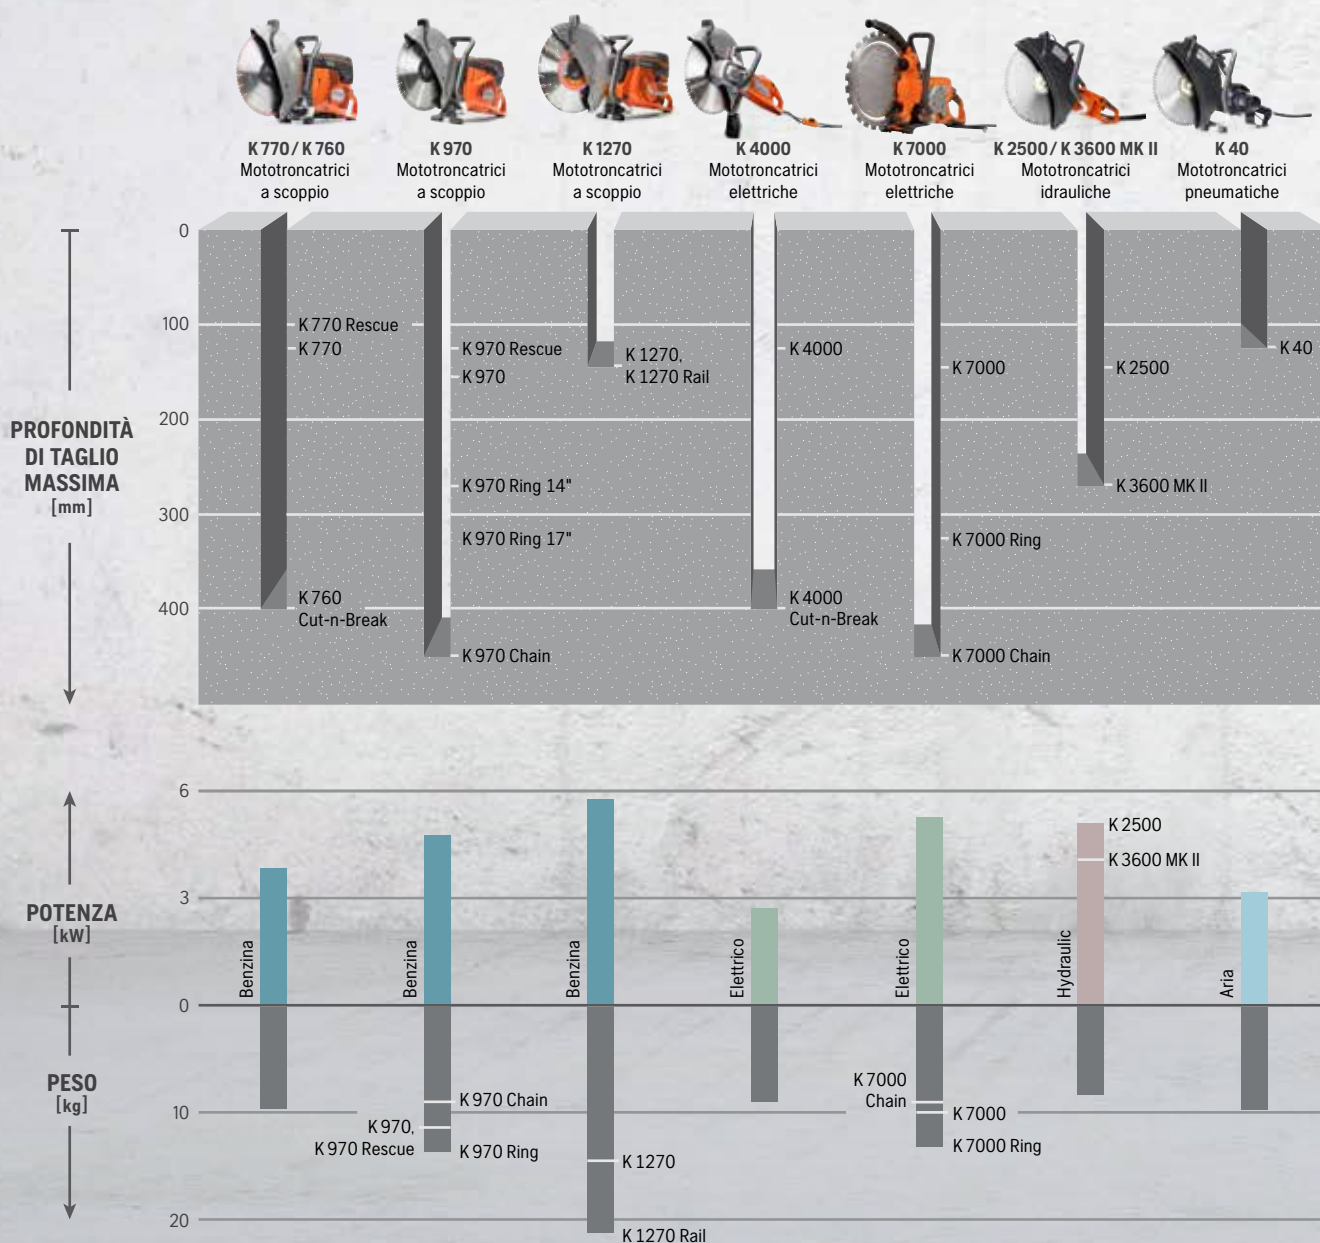 K 770 / K 760
Mototroncatrici
a scoppio
K 970
Mototroncatrici
a scoppio
K 1270
Mototroncatrici
a scoppio
K 4000
Mototroncatrici
elettriche
K 7000
Mototroncatrici
elettriche
K 2500 / K 3600 MK II
Mototroncatrici
idrauliche
K 40
Mototroncatrici
pneumatiche
PROFONDITÀ
DI TAGLIO
MASSIMA
[mm]
0
100
200
300
400
K 770 Rescue
K 770
K 760
Cut-n-Break
K 970 Rescue
K 970
K 970 Ring 14"
K 970 Ring 17"
K 970 Chain
K 1270,
K 1270 Rail
K 4000
K 4000
Cut-n-Break
K 7000
K 7000 Ring
K 7000 Chain
K 2500
K 3600 MK II
K 40
POTENZA
[kW]
6
3
0
Benzina
Benzina
Benzina
Elettrico
Elettrico
Hydraulic
Aria
K 2500
K 3600 MK II
PESO
[kg]
10
20
K 970 Chain
K 970,
K 970 Rescue
K 970 Ring
K 1270
K 1270 Rail
K 7000
Chain
K 7000
K 7000 Ring